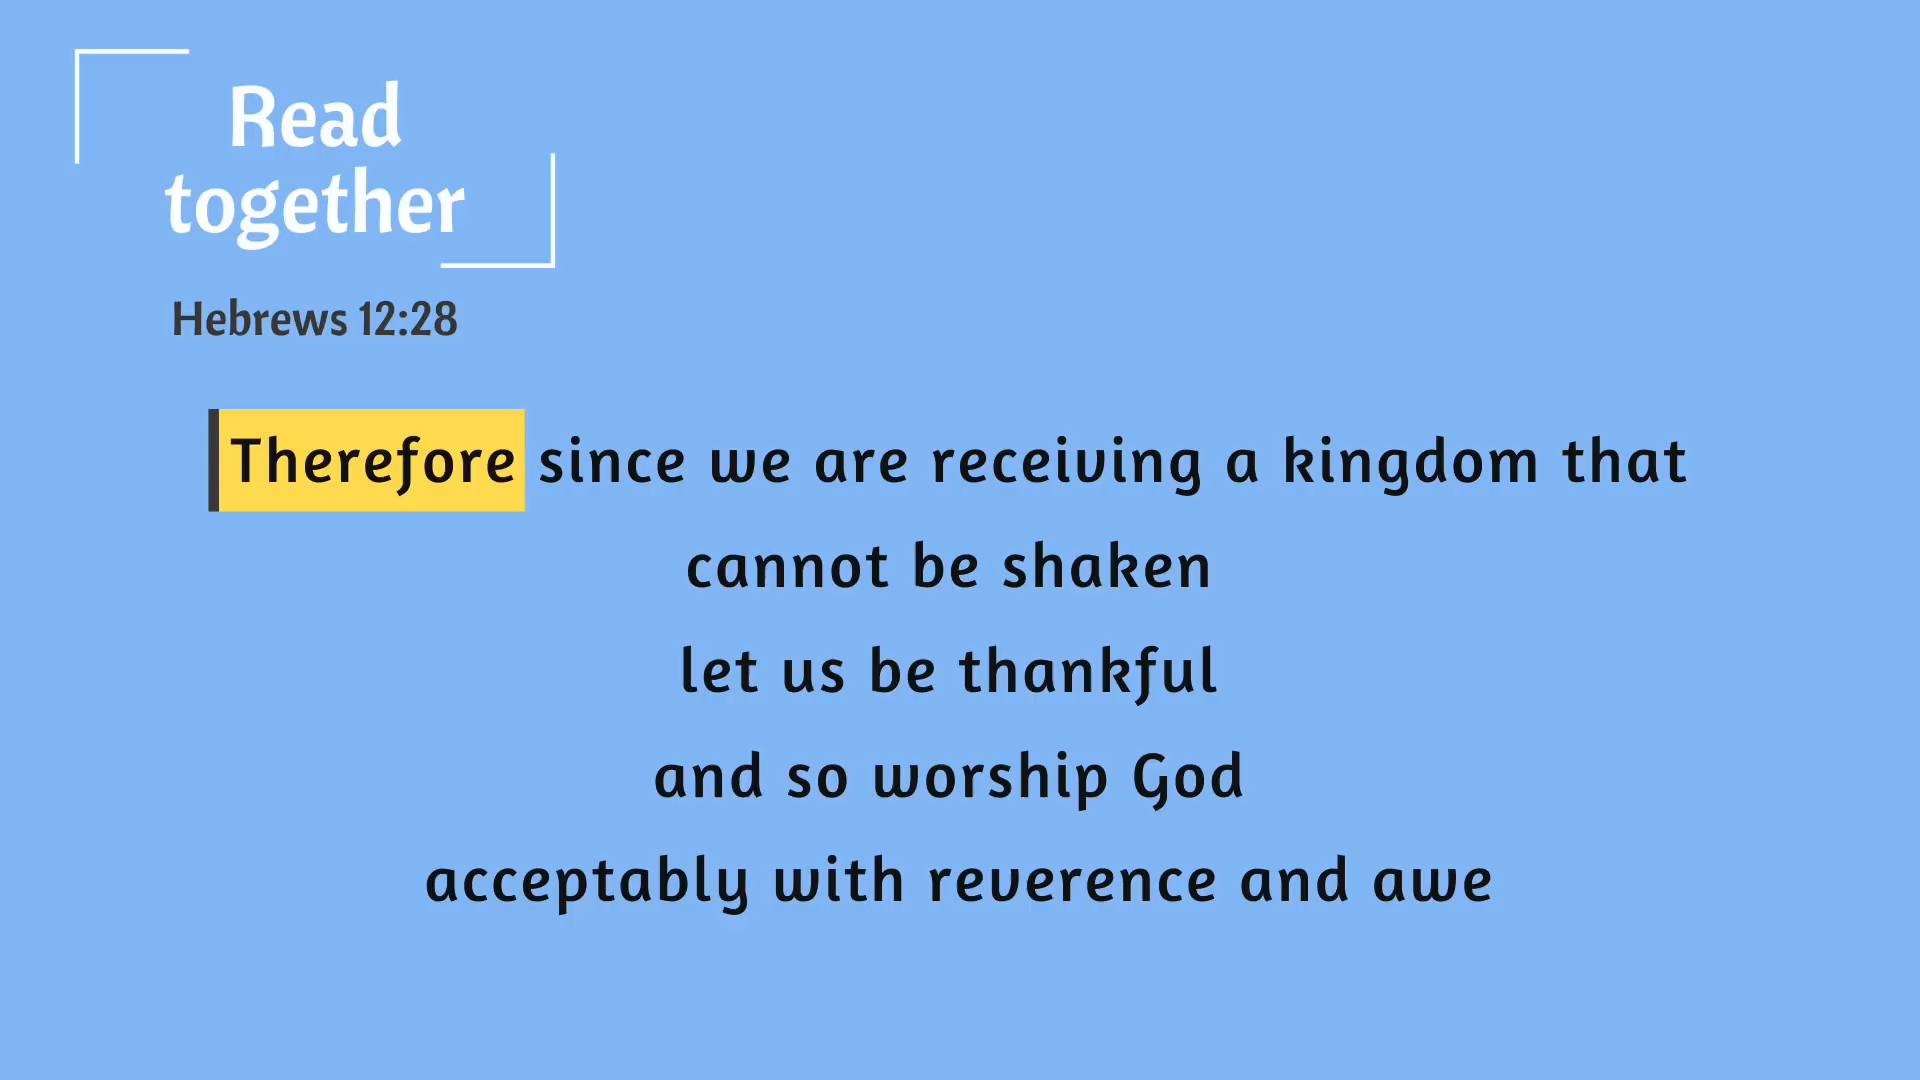 Read
together
Hebrews 12:28
Therefore since we are receiving a kingdom that
cannot be shaken
let us be thankful
and so worship God
acceptably with reverence and awe